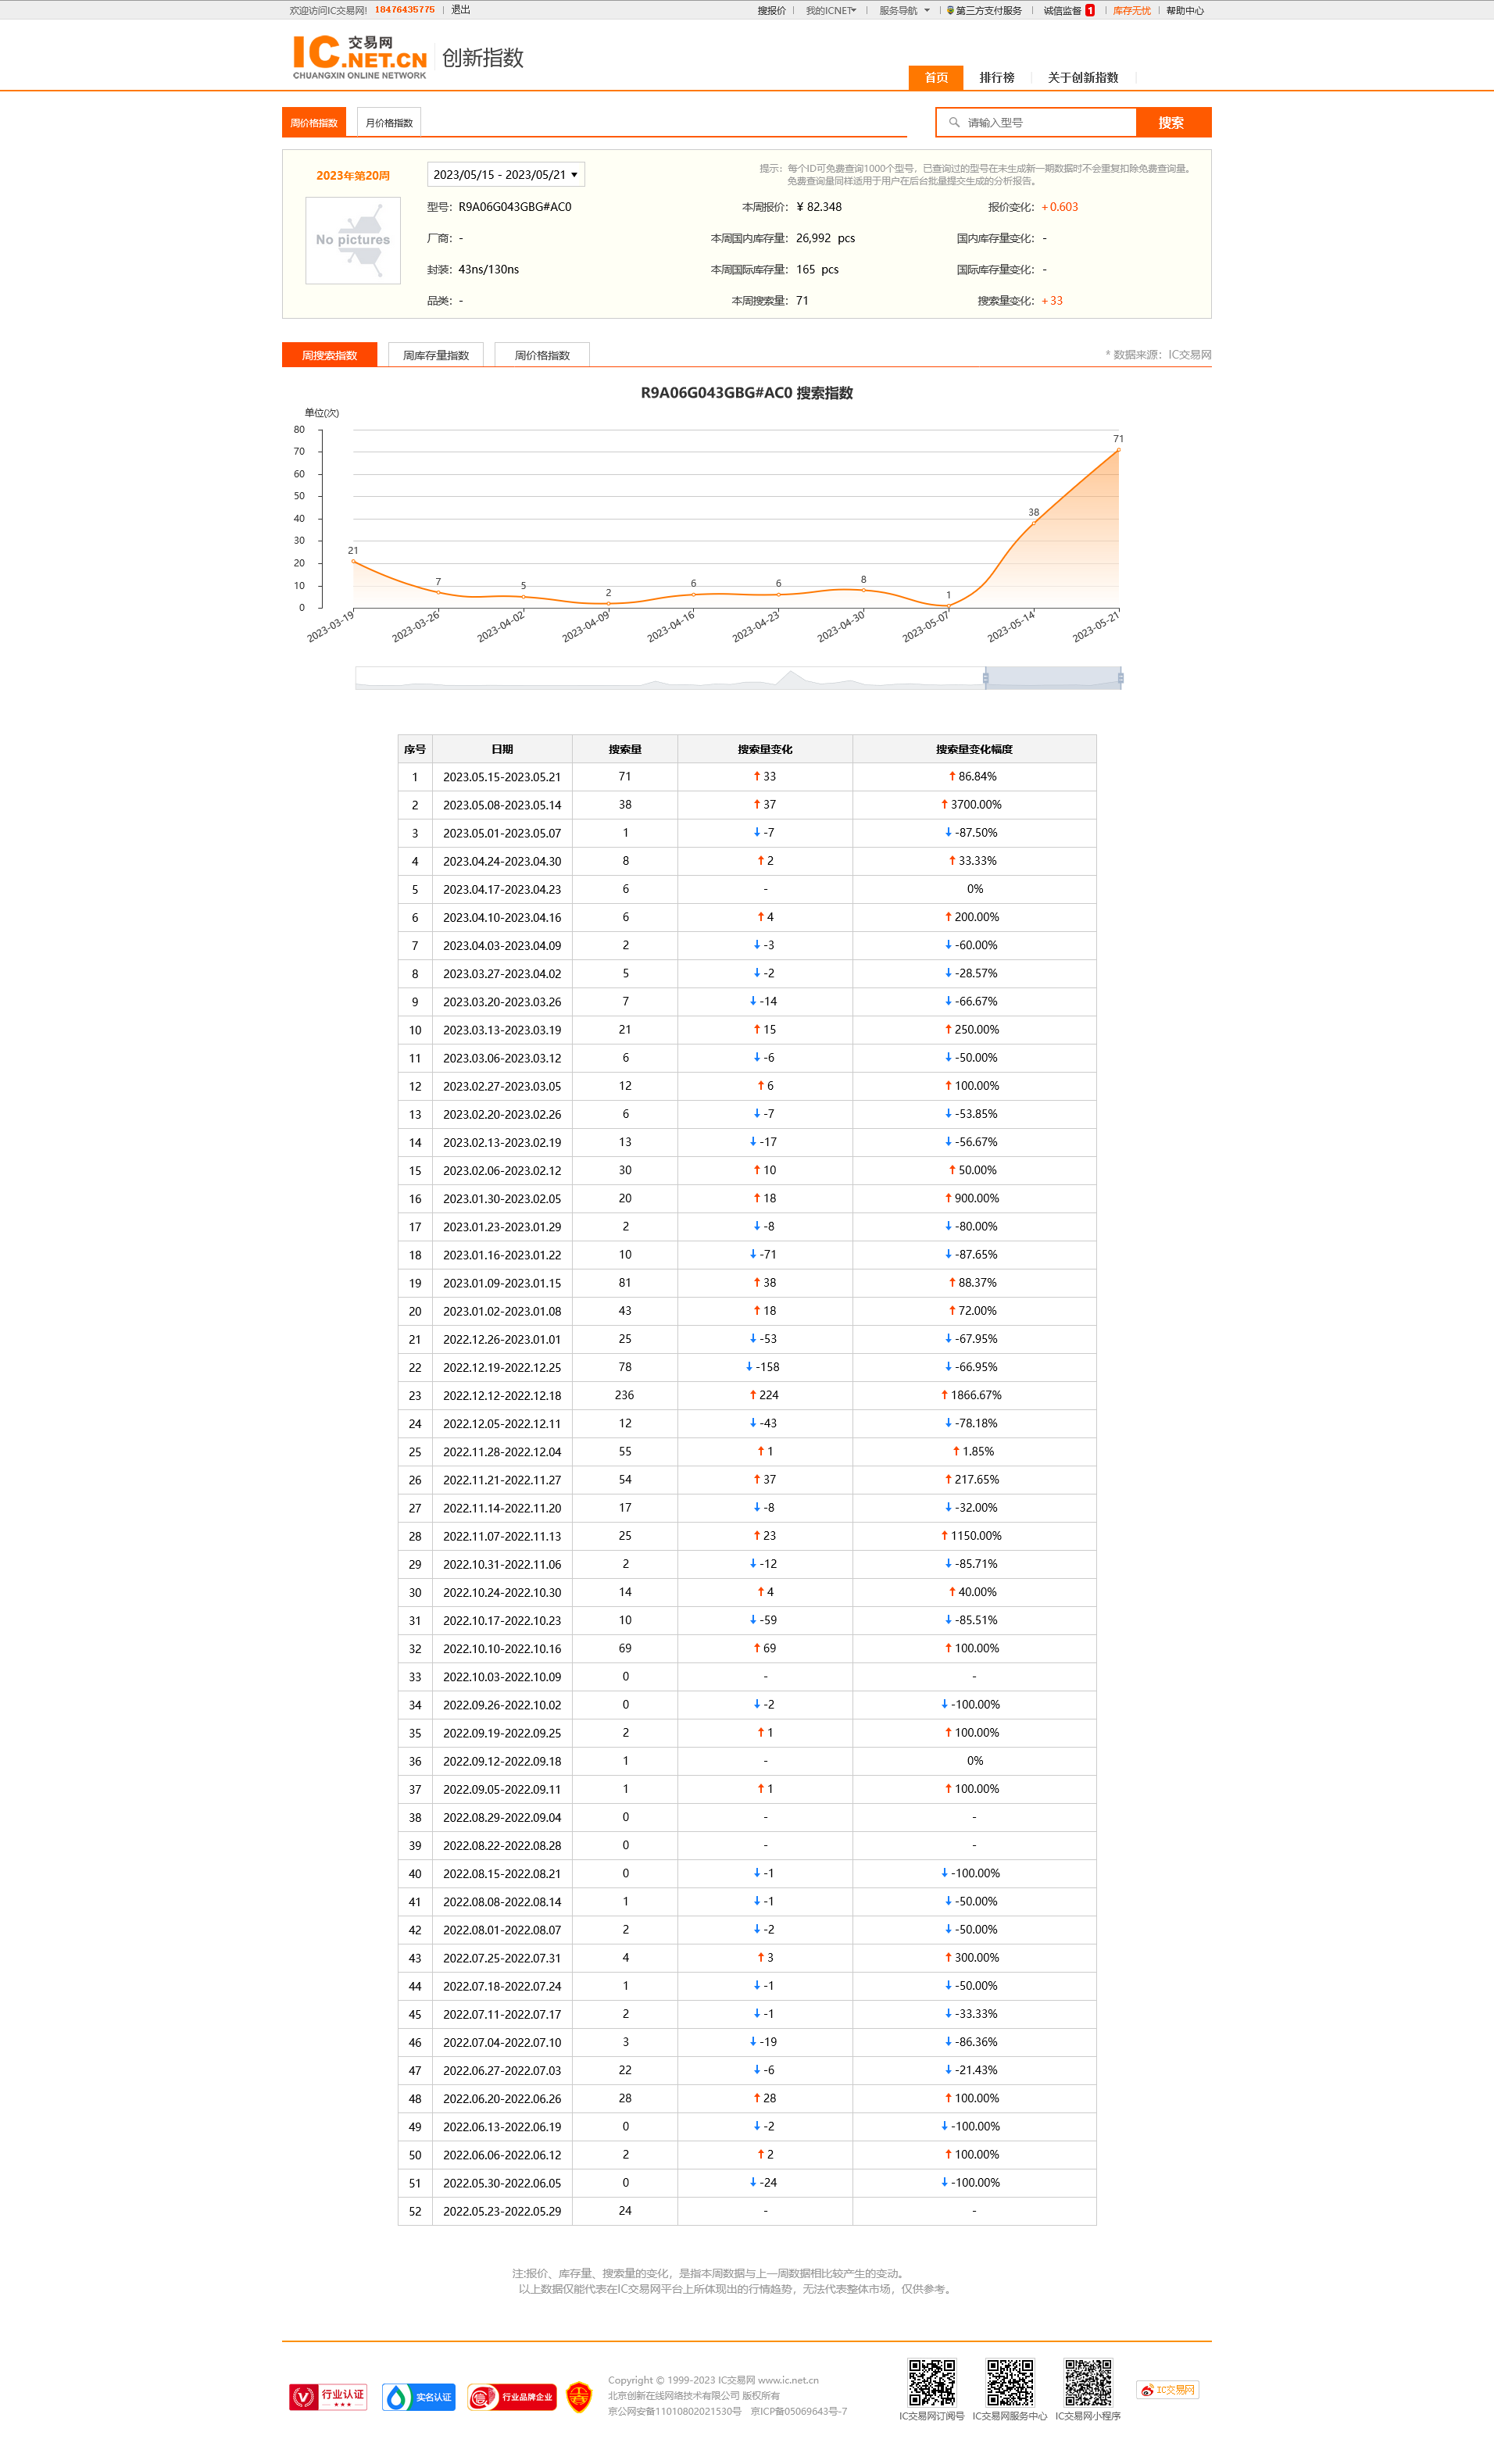 欢迎访问IC交易网! 18476435775 | 退出 搜报价 | 我的ICNET | 服务导航 | 第三方支付服务 | 诚信监督 1 | 库存无忧 | 帮助中心
IC 交易网 .NET.CN 创新指数
CHUANGXIN ONLINE NETWORK
首页 排行榜 关于创新指数
周价格指数 月价格指数 请输入型号 搜索
2023年第20周 2023/05/15 - 2023/05/21
提示：每个ID可免费查询1000个型号，已查询过的型号在未生成新一期数据时不会重复扣除免费查询量。
免费查询量同样适用于用户在后台批量提交生成的分析报告。
No pictures
型号：R9A06G043GBG#AC0 本周报价：¥ 82.348 报价变化：+0.603
厂商：- 本周国内库存量：26,992 pcs 国内库存量变化：-
封装：43ns/130ns 本周国际库存量：165 pcs 国际库存量变化：-
品类：- 本周搜索量：71 搜索量变化：+33
周搜索指数 周库存量指数 周价格指数 * 数据来源：IC交易网
R9A06G043GBG#AC0 搜索指数
单位(次)
80
70
60
50
40
30
20
10
0
21 7 5 2 6 6 8 1 38 71
2023-03-19 2023-03-26 2023-04-02 2023-04-09 2023-04-16 2023-04-23 2023-04-30 2023-05-07 2023-05-14 2023-05-21
序号 日期 搜索量 搜索量变化 搜索量变化幅度
1 2023.05.15-2023.05.21 71 ↑ 33 ↑ 86.84%
2 2023.05.08-2023.05.14 38 ↑ 37 ↑ 3700.00%
3 2023.05.01-2023.05.07 1 ↓ -7 ↓ -87.50%
4 2023.04.24-2023.04.30 8 ↑ 2 ↑ 33.33%
5 2023.04.17-2023.04.23 6 - 0%
6 2023.04.10-2023.04.16 6 ↑ 4 ↑ 200.00%
7 2023.04.03-2023.04.09 2 ↓ -3 ↓ -60.00%
8 2023.03.27-2023.04.02 5 ↓ -2 ↓ -28.57%
9 2023.03.20-2023.03.26 7 ↓ -14 ↓ -66.67%
10 2023.03.13-2023.03.19 21 ↑ 15 ↑ 250.00%
11 2023.03.06-2023.03.12 6 ↓ -6 ↓ -50.00%
12 2023.02.27-2023.03.05 12 ↑ 6 ↑ 100.00%
13 2023.02.20-2023.02.26 6 ↓ -7 ↓ -53.85%
14 2023.02.13-2023.02.19 13 ↓ -17 ↓ -56.67%
15 2023.02.06-2023.02.12 30 ↑ 10 ↑ 50.00%
16 2023.01.30-2023.02.05 20 ↑ 18 ↑ 900.00%
17 2023.01.23-2023.01.29 2 ↓ -8 ↓ -80.00%
18 2023.01.16-2023.01.22 10 ↓ -71 ↓ -87.65%
19 2023.01.09-2023.01.15 81 ↑ 38 ↑ 88.37%
20 2023.01.02-2023.01.08 43 ↑ 18 ↑ 72.00%
21 2022.12.26-2023.01.01 25 ↓ -53 ↓ -67.95%
22 2022.12.19-2022.12.25 78 ↓ -158 ↓ -66.95%
23 2022.12.12-2022.12.18 236 ↑ 224 ↑ 1866.67%
24 2022.12.05-2022.12.11 12 ↓ -43 ↓ -78.18%
25 2022.11.28-2022.12.04 55 ↑ 1 ↑ 1.85%
26 2022.11.21-2022.11.27 54 ↑ 37 ↑ 217.65%
27 2022.11.14-2022.11.20 17 ↓ -8 ↓ -32.00%
28 2022.11.07-2022.11.13 25 ↑ 23 ↑ 1150.00%
29 2022.10.31-2022.11.06 2 ↓ -12 ↓ -85.71%
30 2022.10.24-2022.10.30 14 ↑ 4 ↑ 40.00%
31 2022.10.17-2022.10.23 10 ↓ -59 ↓ -85.51%
32 2022.10.10-2022.10.16 69 ↑ 69 ↑ 100.00%
33 2022.10.03-2022.10.09 0 - -
34 2022.09.26-2022.10.02 0 ↓ -2 ↓ -100.00%
35 2022.09.19-2022.09.25 2 ↑ 1 ↑ 100.00%
36 2022.09.12-2022.09.18 1 - 0%
37 2022.09.05-2022.09.11 1 ↑ 1 ↑ 100.00%
38 2022.08.29-2022.09.04 0 - -
39 2022.08.22-2022.08.28 0 - -
40 2022.08.15-2022.08.21 0 ↓ -1 ↓ -100.00%
41 2022.08.08-2022.08.14 1 ↓ -1 ↓ -50.00%
42 2022.08.01-2022.08.07 2 ↓ -2 ↓ -50.00%
43 2022.07.25-2022.07.31 4 ↑ 3 ↑ 300.00%
44 2022.07.18-2022.07.24 1 ↓ -1 ↓ -50.00%
45 2022.07.11-2022.07.17 2 ↓ -1 ↓ -33.33%
46 2022.07.04-2022.07.10 3 ↓ -19 ↓ -86.36%
47 2022.06.27-2022.07.03 22 ↓ -6 ↓ -21.43%
48 2022.06.20-2022.06.26 28 ↑ 28 ↑ 100.00%
49 2022.06.13-2022.06.19 0 ↓ -2 ↓ -100.00%
50 2022.06.06-2022.06.12 2 ↑ 2 ↑ 100.00%
51 2022.05.30-2022.06.05 0 ↓ -24 ↓ -100.00%
52 2022.05.23-2022.05.29 24 - -
注:报价、库存量、搜索量的变化，是指本周数据与上一周数据相比较产生的变动。
以上数据仅能代表在IC交易网平台上所体现出的行情趋势，无法代表整体市场，仅供参考。
行业认证 实名认证 行业品牌企业
Copyright © 1999-2023 IC交易网 www.ic.net.cn
北京创新在线网络技术有限公司 版权所有
京公网安备11010802021530号 京ICP备05069643号-7
IC交易网订阅号 IC交易网服务中心 IC交易网小程序
IC交易网